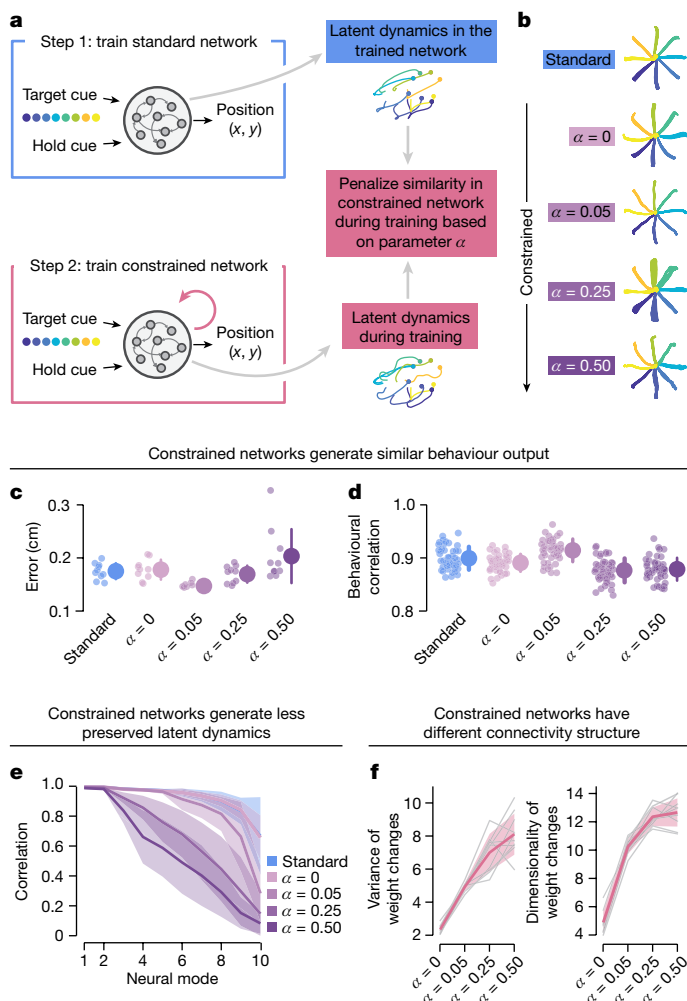 a
Step 1: train standard network
Target cue
Hold cue
Position
(x, y)
Latent dynamics in the
trained network
Penalize similarity in
constrained network
during training based
on parameter α
Step 2: train constrained network
Target cue
Hold cue
Position
(x, y)
Latent dynamics
during training
b
Standard
Constrained
α = 0
α = 0.05
α = 0.25
α = 0.50
Constrained networks generate similar behaviour output
c
Error (cm)
0.3
0.2
0.1
Standard
α = 0
α = 0.05
α = 0.25
α = 0.50
d
Behavioural
correlation
1.0
0.9
0.8
Standard
α = 0
α = 0.05
α = 0.25
α = 0.50
Constrained networks generate less
preserved latent dynamics
e
Correlation
1.0
0.8
0.6
0.4
0.2
0
1 2 4 6 8 10
Neural mode
Standard
α = 0
α = 0.05
α = 0.25
α = 0.50
Constrained networks have
different connectivity structure
f
Variance of
weight changes
8
6
4
2
α = 0
α = 0.05
α = 0.25
α = 0.50
Dimensionality of
weight changes
14
12
10
8
6
4
α = 0
α = 0.05
α = 0.25
α = 0.50